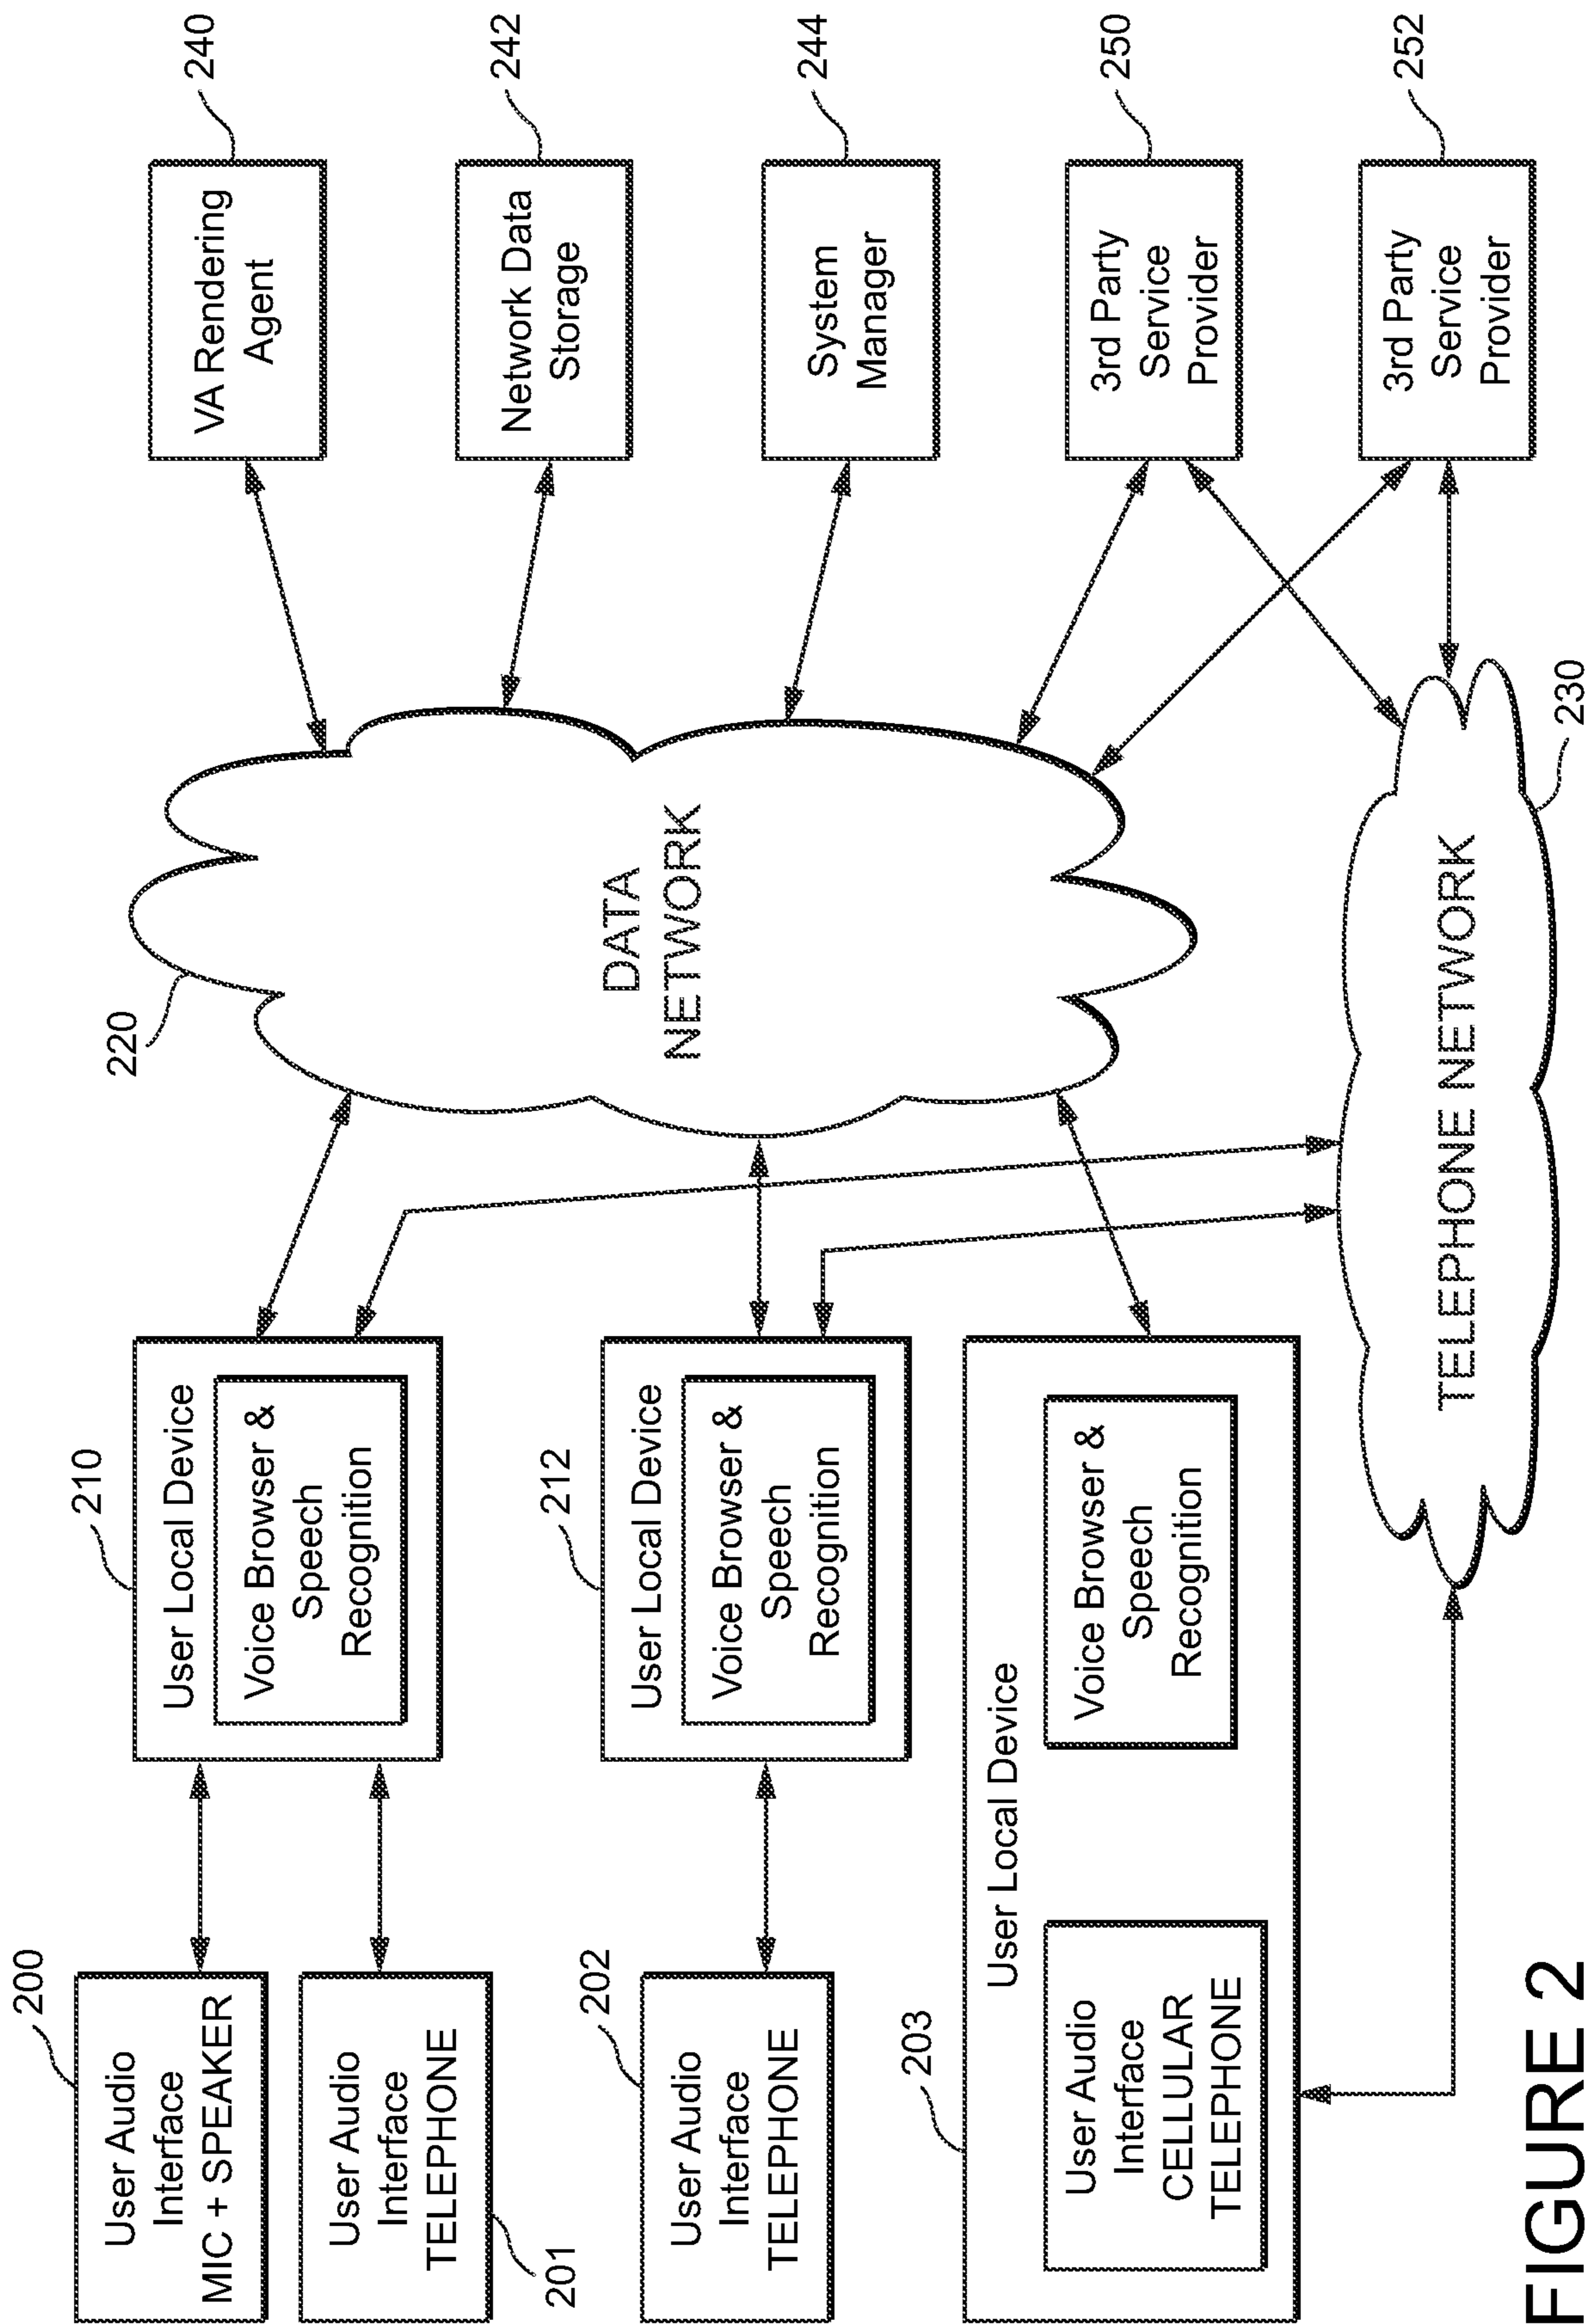 200
User Audio
Interface
MIC + SPEAKER
User Audio
Interface
TELEPHONE
201
202
User Audio
Interface
TELEPHONE
203
User Local Device
User Audio
Interface
CELLULAR
TELEPHONE
Voice Browser &
Speech
Recognition
210
User Local Device
Voice Browser &
Speech
Recognition
212
User Local Device
Voice Browser &
Speech
Recognition
220
DATA
NETWORK
TELEPHONE NETWORK
230
VA Rendering
Agent
240
Network Data
Storage
242
System
Manager
244
3rd Party
Service
Provider
250
3rd Party
Service
Provider
252
FIGURE 2